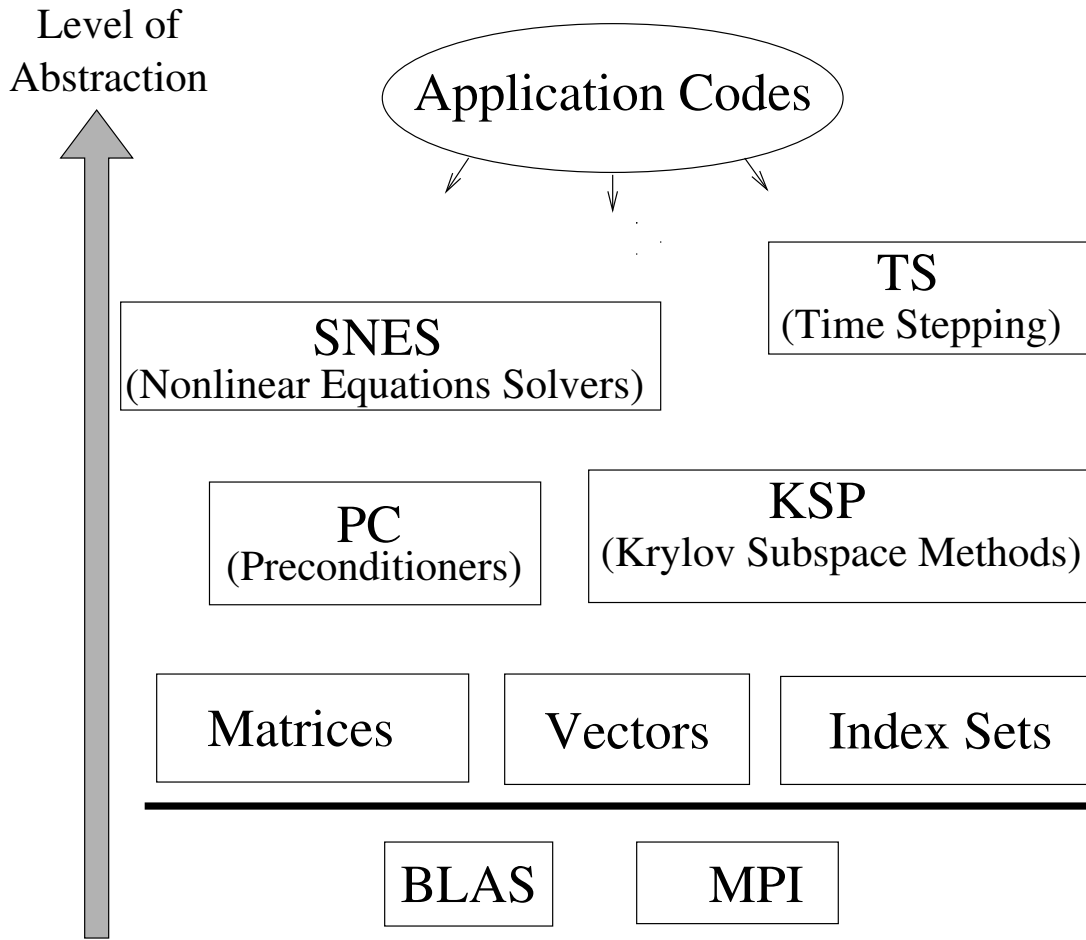 Level of
Abstraction
Application Codes
TS
(Time Stepping)
SNES
(Nonlinear Equations Solvers)
PC
(Preconditioners)
KSP
(Krylov Subspace Methods)
Matrices
Vectors
Index Sets
BLAS
MPI